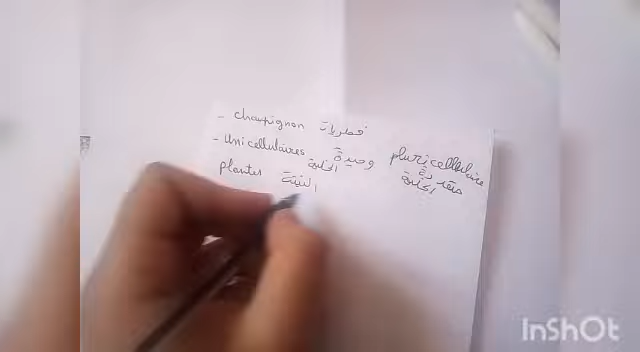 - champignon فطريات
- Unicellulaires وحيدة الخلية pluricellulaire متعددة الخلية
plantes النبتة
InShOt